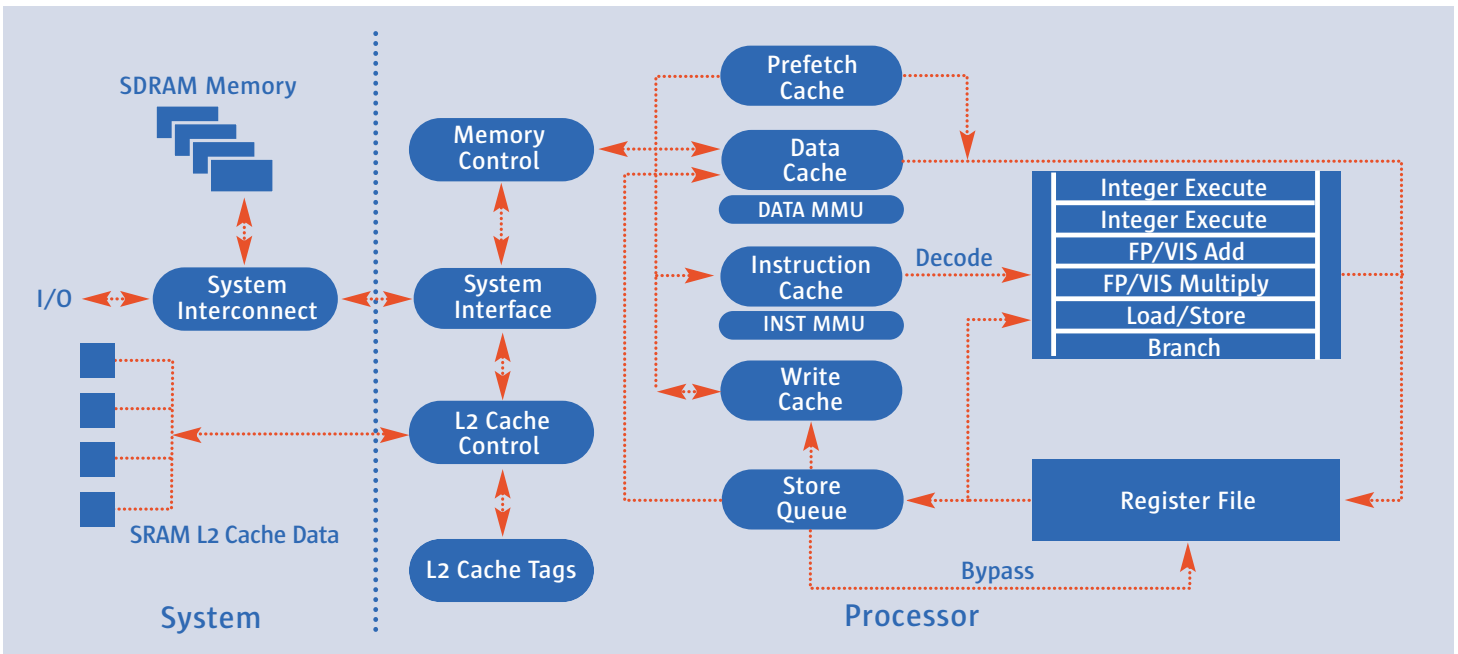 SDRAM Memory
I/O
System
Interconnect
SRAM L2 Cache Data
System
Memory
Control
System
Interface
L2 Cache
Control
L2 Cache Tags
Prefetch
Cache
Data
Cache
DATA MMU
Instruction
Cache
INST MMU
Write
Cache
Store
Queue
Decode
Integer Execute
Integer Execute
FP/VIS Add
FP/VIS Multiply
Load/Store
Branch
Register File
Bypass
Processor